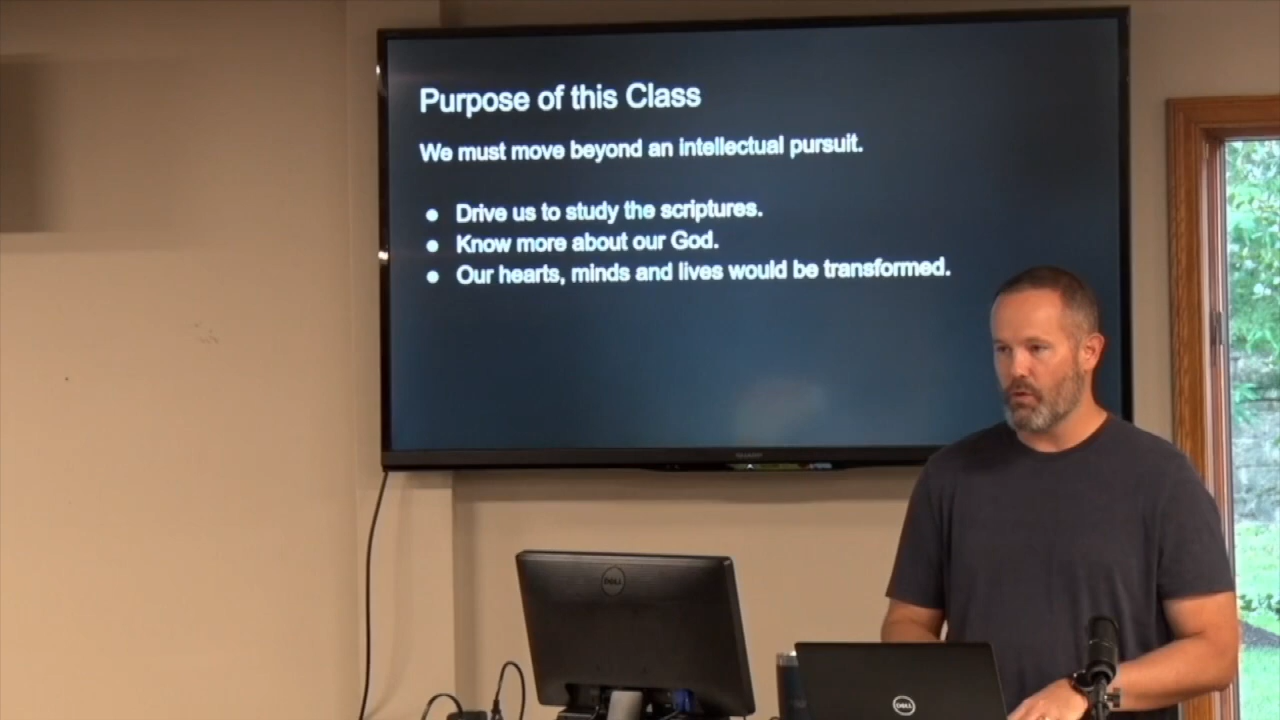 Purpose of this Class
We must move beyond an intellectual pursuit.
● Drive us to study the scriptures.
● Know more about our God.
● Our hearts, minds and lives would be transformed.
SHARP
DELL
DELL